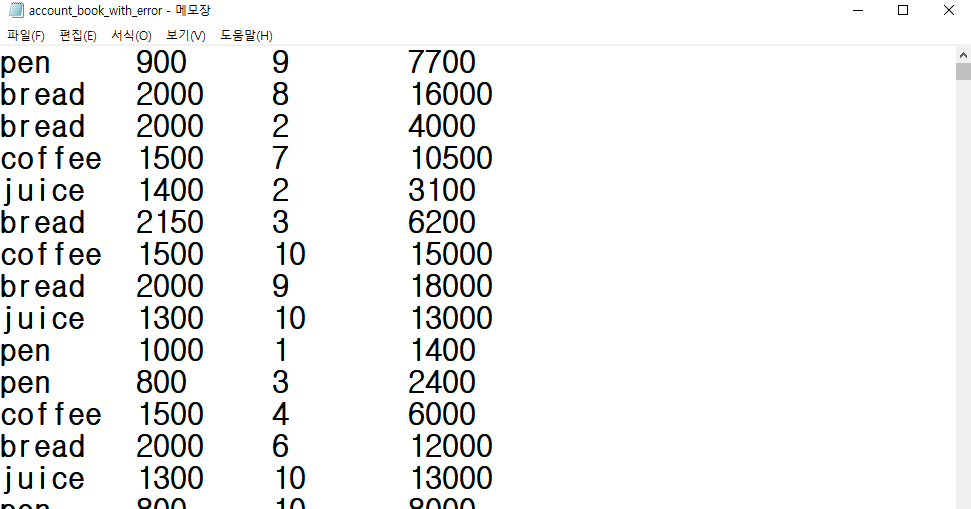 account_book_with_error - 메모장
파일(F) 편집(E) 서식(O) 보기(V) 도움말(H)
pen 900 9 7700
bread 2000 8 16000
bread 2000 2 4000
coffee 1500 7 10500
juice 1400 2 3100
bread 2150 3 6200
coffee 1500 10 15000
bread 2000 9 18000
juice 1300 10 13000
pen 1000 1 1400
pen 800 3 2400
coffee 1500 4 6000
bread 2000 6 12000
juice 1300 10 13000
pen 800 10 8000